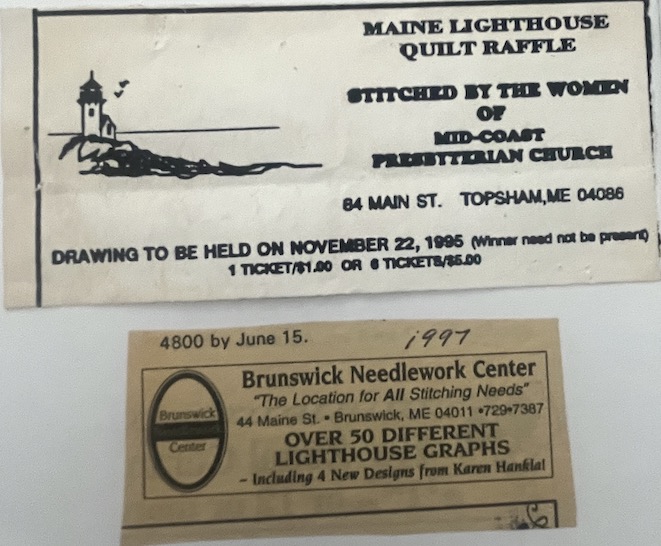 MAINE LIGHTHOUSE
QUILT RAFFLE
STITCHED BY THE WOMEN
OF
MID-COAST
PRESBYTERIAN CHURCH
84 MAIN ST. TOPSHAM,ME 04086
DRAWING TO BE HELD ON NOVEMBER 22, 1995 (Winner need not be present)
1 TICKET/$1.00 OR 6 TICKETS/$5.00
4800 by June 15.
1997
Brunswick
Center
Brunswick Needlework Center
"The Location for All Stitching Needs"
44 Maine St. • Brunswick, ME 04011 •729•7387
OVER 50 DIFFERENT
LIGHTHOUSE GRAPHS
~ Including 4 New Designs from Karen Hankla!